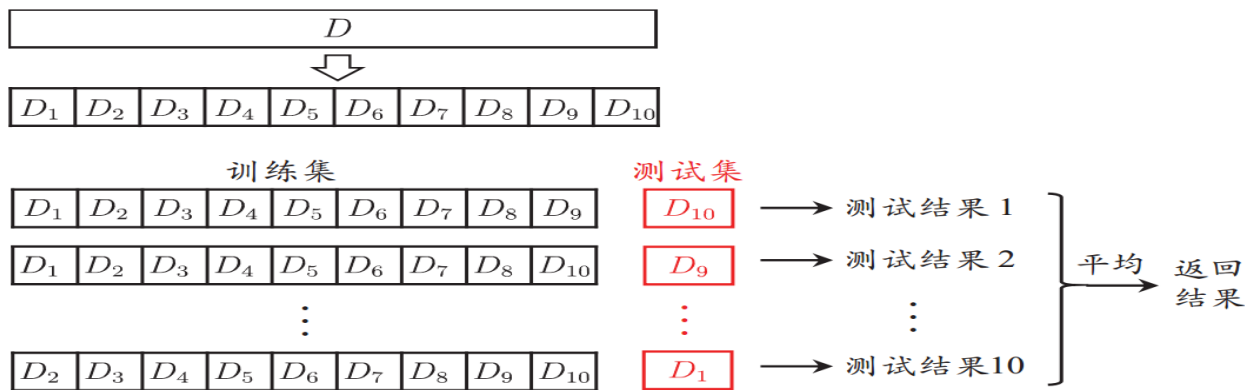 D
D₁ D₂ D₃ D₄ D₅ D₆ D₇ D₈ D₉ D₁₀
训练集 测试集
D₁ D₂ D₃ D₄ D₅ D₆ D₇ D₈ D₉ D₁₀ 测试结果1
D₁ D₂ D₃ D₄ D₅ D₆ D₇ D₈ D₁₀ D₉ 测试结果2
平均 返回
结果
⋮ ⋮ ⋮
D₂ D₃ D₄ D₅ D₆ D₇ D₈ D₉ D₁₀ D₁ 测试结果10